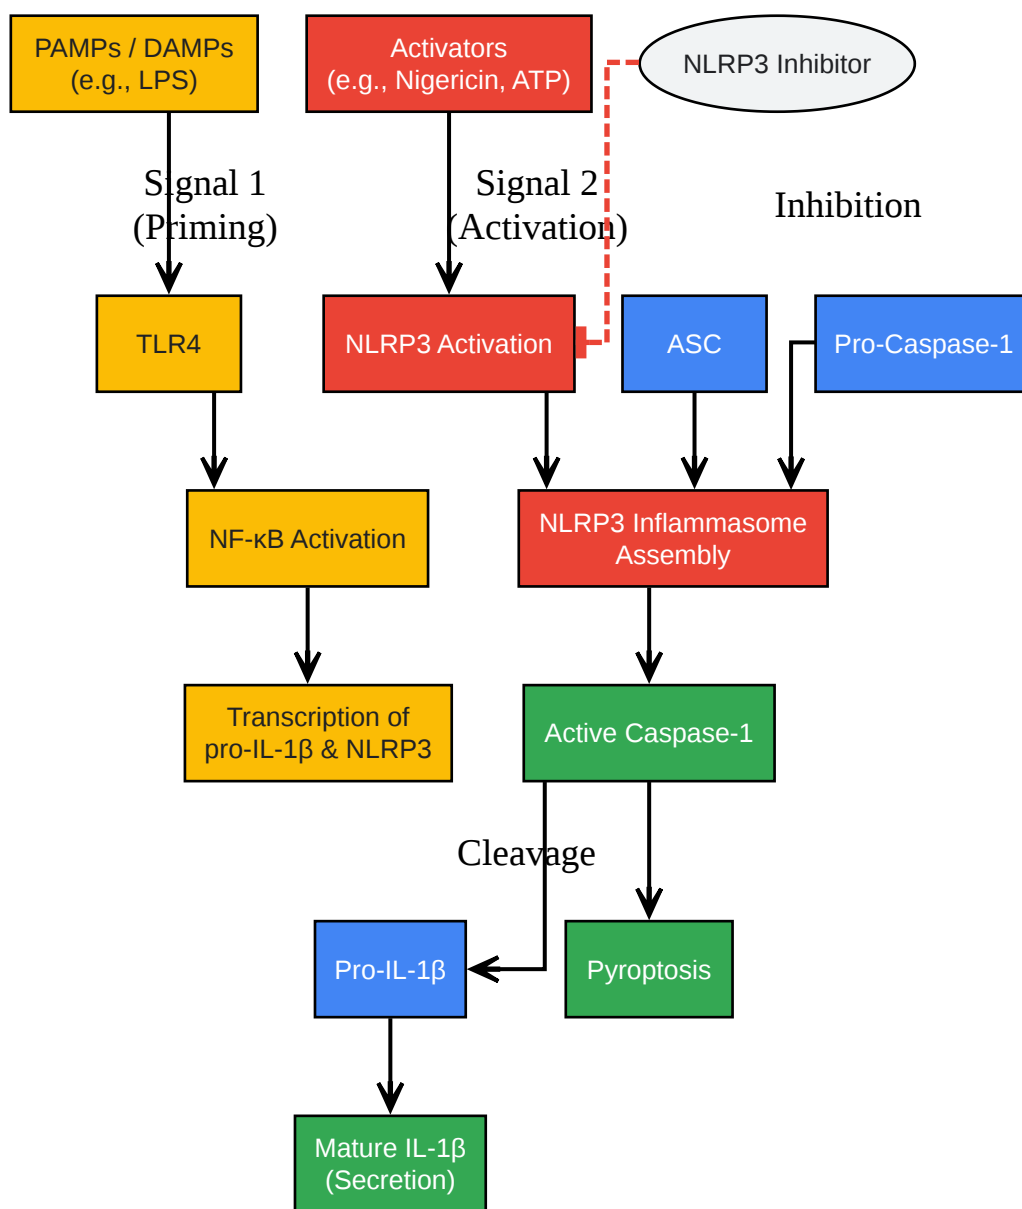 PAMPs / DAMPs
(e.g., LPS)
Activators
(e.g., Nigericin, ATP)
NLRP3 Inhibitor
Signal 1
(Priming)
Signal 2
(Activation)
Inhibition
TLR4
NLRP3 Activation
ASC
Pro-Caspase-1
NF-κB Activation
NLRP3 Inflammasome
Assembly
Transcription of
pro-IL-1β & NLRP3
Active Caspase-1
Cleavage
Pro-IL-1β
Pyroptosis
Mature IL-1β
(Secretion)